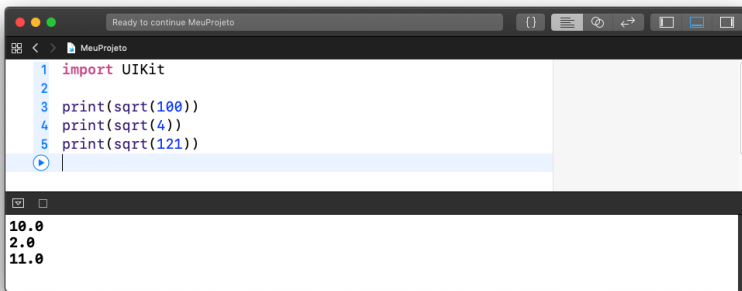 Ready to continue MeuProjeto
{ }
MeuProjeto
1 import UIKit
2
3 print(sqrt(100))
4 print(sqrt(4))
5 print(sqrt(121))
10.0
2.0
11.0